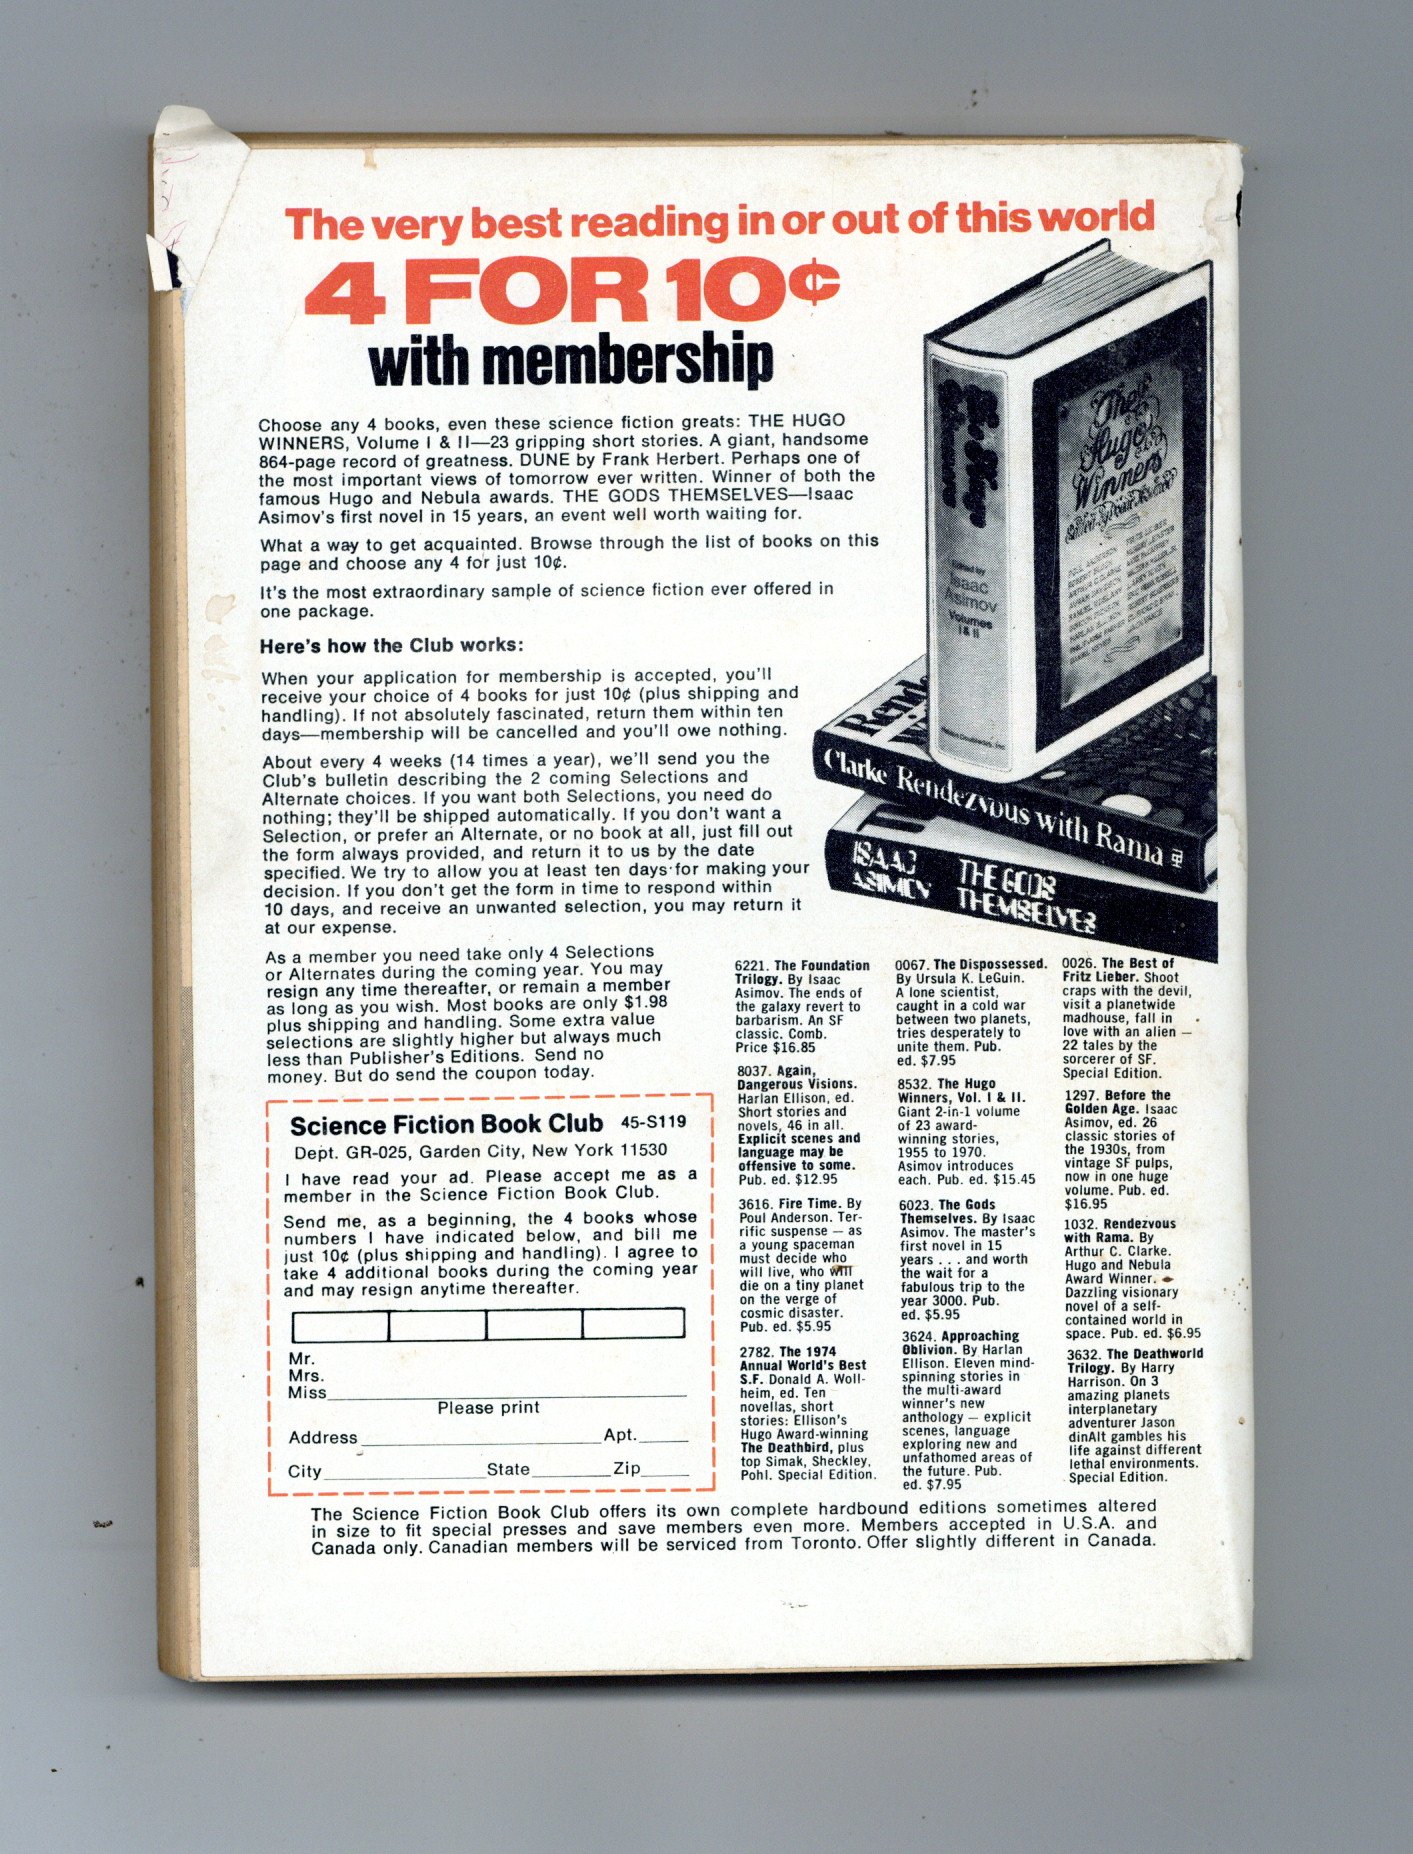 The very best reading in or out of this world
4 FOR 10¢
with membership
Choose any 4 books, even these science fiction greats: THE HUGO
WINNERS, Volume I & II—23 gripping short stories. A giant, handsome
864-page record of greatness. DUNE by Frank Herbert. Perhaps one of
the most important views of tomorrow ever written. Winner of both the
famous Hugo and Nebula awards. THE GODS THEMSELVES—Isaac
Asimov's first novel in 15 years, an event well worth waiting for.
What a way to get acquainted. Browse through the list of books on this
page and choose any 4 for just 10¢.
It's the most extraordinary sample of science fiction ever offered in
one package.
Here's how the Club works:
When your application for membership is accepted, you'll
receive your choice of 4 books for just 10¢ (plus shipping and
handling). If not absolutely fascinated, return them within ten
days—membership will be cancelled and you'll owe nothing.
About every 4 weeks (14 times a year), we'll send you the
Club's bulletin describing the 2 coming Selections and
Alternate choices. If you want both Selections, you need do
nothing; they'll be shipped automatically. If you don't want a
Selection, or prefer an Alternate, or no book at all, just fill out
the form always provided, and return it to us by the date
specified. We try to allow you at least ten days for making your
decision. If you don't get the form in time to respond within
10 days, and receive an unwanted selection, you may return it
at our expense.
As a member you need take only 4 Selections
or Alternates during the coming year. You may
resign any time thereafter, or remain a member
as long as you wish. Most books are only $1.98
plus shipping and handling. Some extra value
selections are slightly higher but always much
less than Publisher's Editions. Send no
money. But do send the coupon today.
Science Fiction Book Club 45-S119
Dept. GR-025, Garden City, New York 11530
I have read your ad. Please accept me as a
member in the Science Fiction Book Club.
Send me, as a beginning, the 4 books whose
numbers I have indicated below, and bill me
just 10¢ (plus shipping and handling). I agree to
take 4 additional books during the coming year
and may resign anytime thereafter.
Mr.
Mrs.
Miss
Please print
Address Apt.
City State Zip
The Hugo Winners
Edited by
Isaac
Asimov
Volumes
I & II
The
Hugo
Winners
Clarke Rendezvous with Rama
ISAAC
ASIMOV
THE GODS
THEMSELVES
6221. The Foundation
Trilogy. By Isaac
Asimov. The ends of
the galaxy revert to
barbarism. An SF
classic. Comb.
Price $16.85
8037. Again,
Dangerous Visions.
Harlan Ellison, ed.
Short stories and
novels, 46 in all.
Explicit scenes and
language may be
offensive to some.
Pub. ed. $12.95
3616. Fire Time. By
Poul Anderson. Ter-
rific suspense — as
a young spaceman
must decide who
will live, who will
die on a tiny planet
on the verge of
cosmic disaster.
Pub. ed. $5.95
2782. The 1974
Annual World's Best
S.F. Donald A. Woll-
heim, ed. Ten
novellas, short
stories: Ellison's
Hugo Award-winning
The Deathbird, plus
top Simak, Sheckley,
Pohl. Special Edition.
0067. The Dispossessed.
By Ursula K. LeGuin.
A lone scientist,
caught in a cold war
between two planets,
tries desperately to
unite them. Pub.
ed. $7.95
8532. The Hugo
Winners, Vol. I & II.
Giant 2-in-1 volume
of 23 award-
winning stories,
1955 to 1970.
Asimov introduces
each. Pub. ed. $15.45
6023. The Gods
Themselves. By Isaac
Asimov. The master's
first novel in 15
years . . . and worth
the wait for a
fabulous trip to the
year 3000. Pub.
ed. $5.95
3624. Approaching
Oblivion. By Harlan
Ellison. Eleven mind-
spinning stories in
the multi-award
winner's new
anthology — explicit
scenes, language
exploring new and
unfathomed areas of
the future. Pub.
ed. $7.95
0026. The Best of
Fritz Lieber. Shoot
craps with the devil,
visit a planetwide
madhouse, fall in
love with an alien —
22 tales by the
sorcerer of SF.
Special Edition.
1297. Before the
Golden Age. Isaac
Asimov, ed. 26
classic stories of
the 1930s, from
vintage SF pulps,
now in one huge
volume. Pub. ed.
$16.95
1032. Rendezvous
with Rama. By
Arthur C. Clarke.
Hugo and Nebula
Award Winner.
Dazzling visionary
novel of a self-
contained world in
space. Pub. ed. $6.95
3632. The Deathworld
Trilogy. By Harry
Harrison. On 3
amazing planets
interplanetary
adventurer Jason
dinAlt gambles his
life against different
lethal environments.
Special Edition.
The Science Fiction Book Club offers its own complete hardbound editions sometimes altered
in size to fit special presses and save members even more. Members accepted in U.S.A. and
Canada only. Canadian members will be serviced from Toronto. Offer slightly different in Canada.